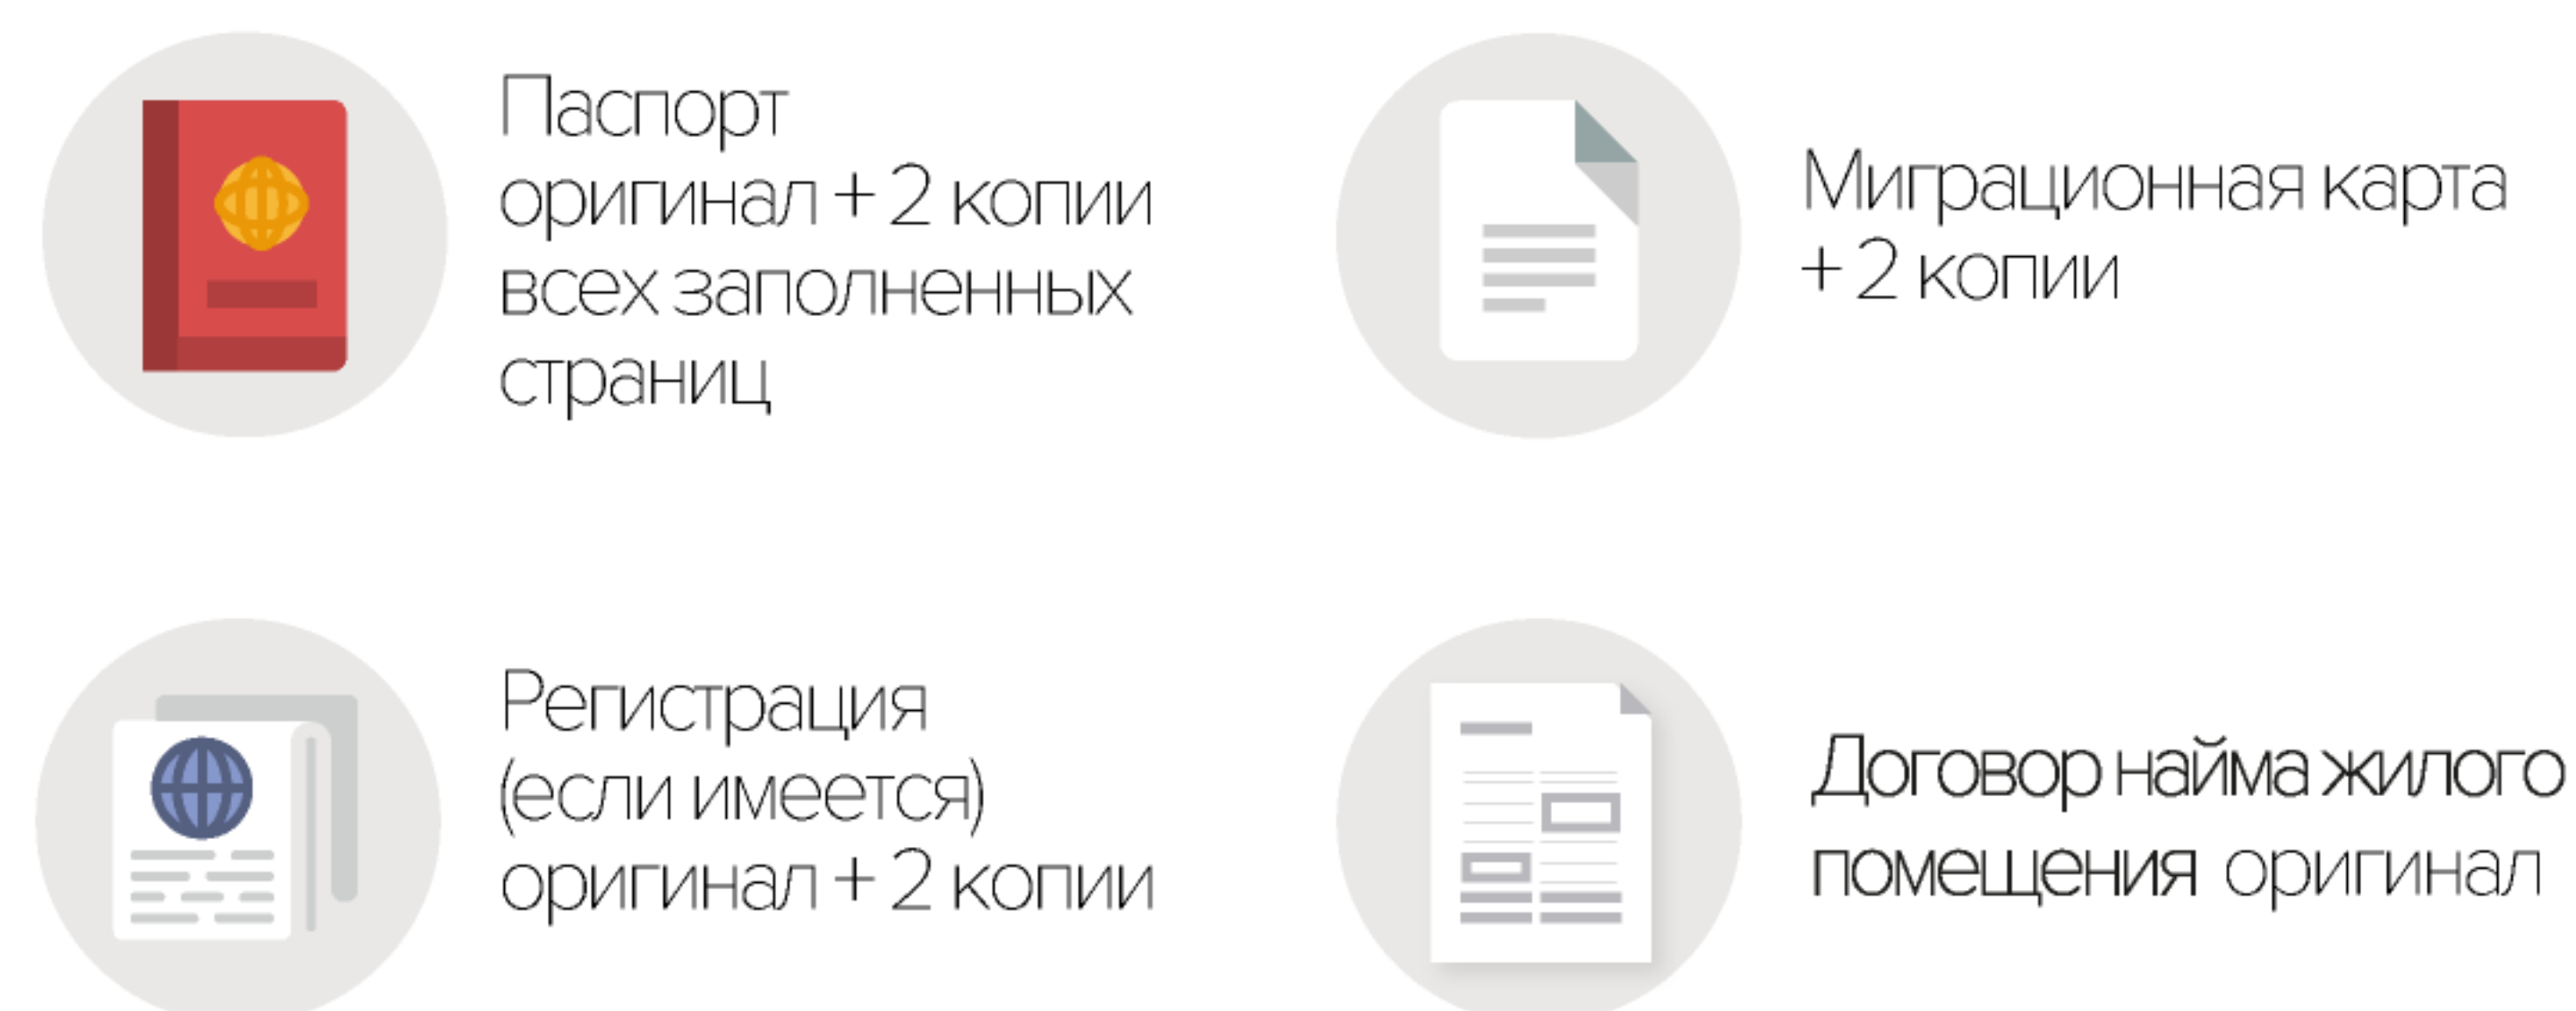 Паспорт
оригинал + 2 копии
всех заполненных
страниц
Миграционная карта
+ 2 копии
Регистрация
(если имеется)
оригинал + 2 копии
Договор найма жилого
помещения оригинал